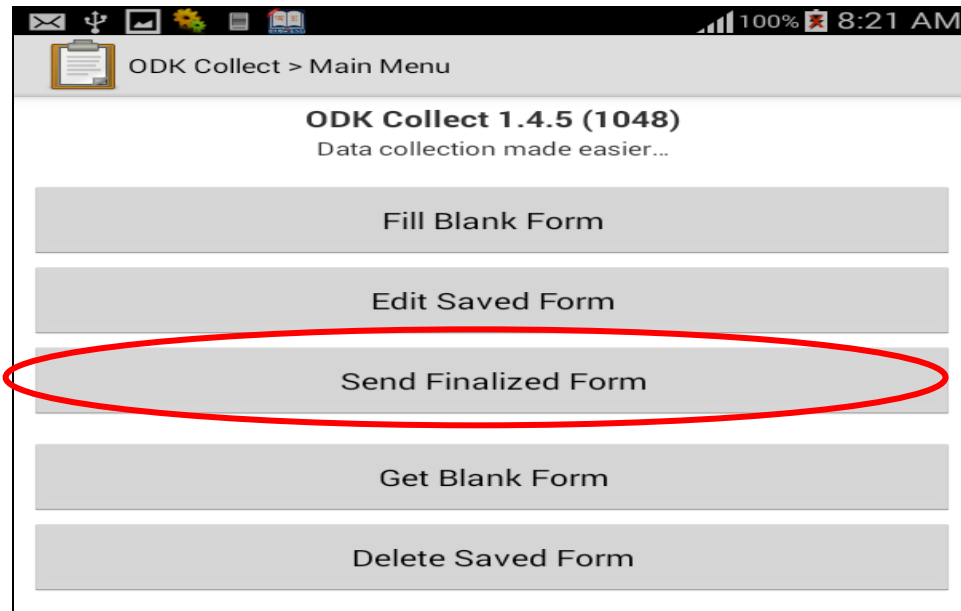 100% 8:21 AM
ODK Collect > Main Menu
ODK Collect 1.4.5 (1048)
Data collection made easier...
Fill Blank Form
Edit Saved Form
Send Finalized Form
Get Blank Form
Delete Saved Form